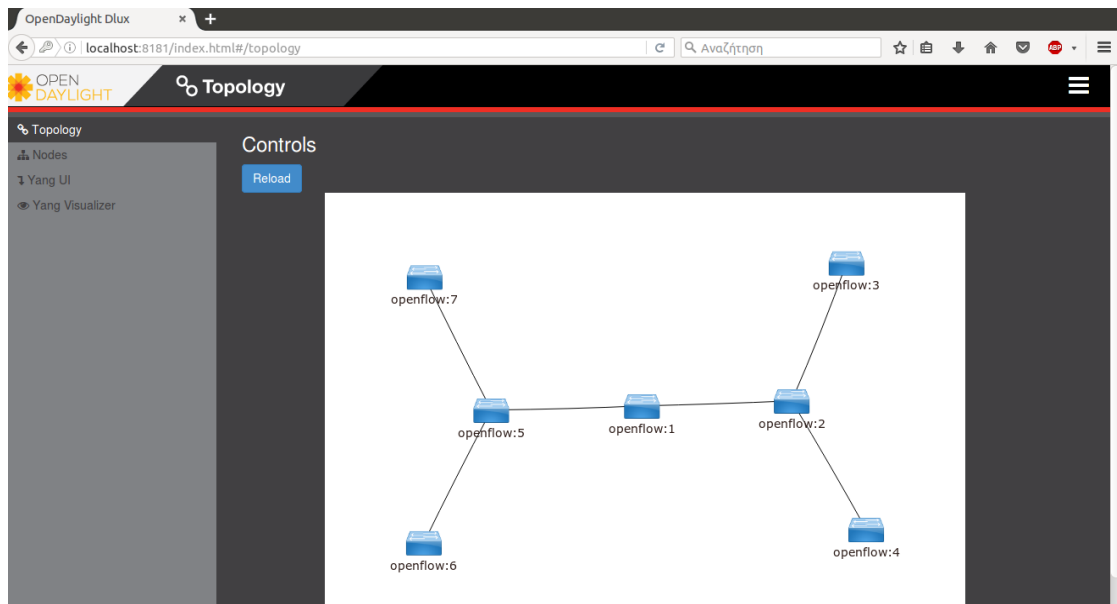 OpenDaylight Dlux
localhost:8181/index.html#/topology
Αναζήτηση
ABP
OPEN
DAYLIGHT
Topology
Topology
Nodes
Yang UI
Yang Visualizer
Controls
Reload
openflow:7
openflow:3
openflow:5
openflow:1
openflow:2
openflow:6
openflow:4